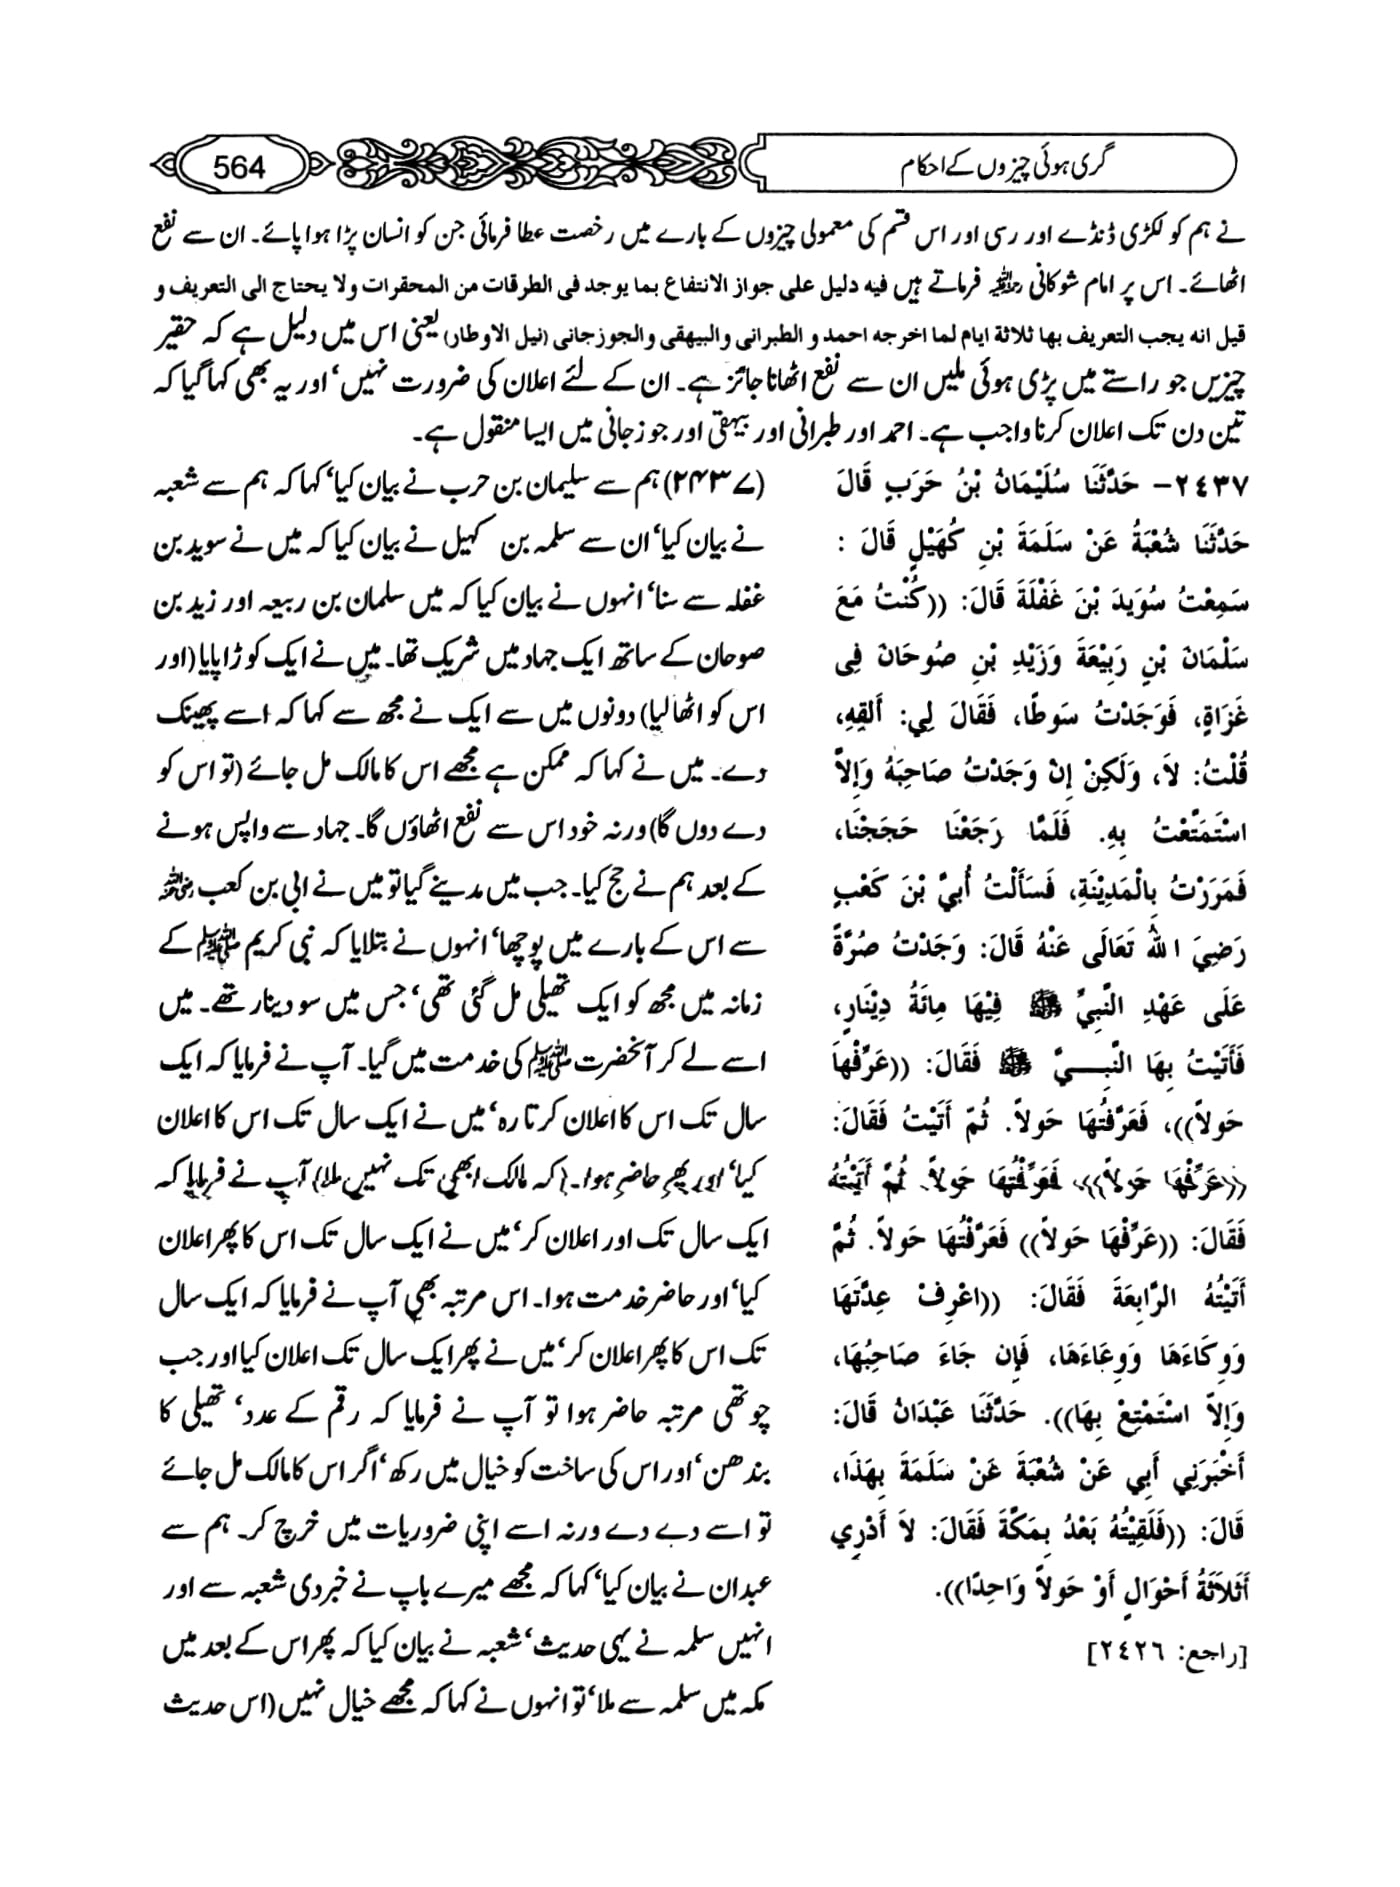 گری ہوئی چیزوں کے احکام
564
نے ہم کو لکڑی ڈنڈے اور رسی اور اس قسم کی معمولی چیزوں کے بارے میں رخصت عطا فرمائی جن کو انسان پڑا ہوا پائے۔ ان سے نفع
اٹھائے۔ اس پر امام شوکانی رحمہ اللہ فرماتے ہیں فیه دلیل علی جواز الانتفاع بما یوجد فی الطرقات من المحقرات ولا یحتاج الی التعریف و
قیل انه یجب التعریف بها ثلاثة ایام لما اخرجه احمد و الطبرانی والبیهقی والجوزجانی (نیل الاوطار) یعنی اس میں دلیل ہے کہ حقیر
چیزیں جو راستے میں پڑی ہوئی ملیں ان سے نفع اٹھانا جائز ہے۔ ان کے لئے اعلان کی ضرورت نہیں‘ اور یہ بھی کہا گیا کہ
تین دن تک اعلان کرنا واجب ہے۔ احمد اور طبرانی اور بیہقی اور جوزجانی میں ایسا منقول ہے۔
٢٤٣٧– حَدَّثَنَا سُلَيْمَانُ بْنُ حَرَبٍ قَالَ
حَدَّثَنَا شُعْبَةُ عَنْ سَلَمَةَ بْنِ كُهَيْلٍ قَالَ :
سَمِعْتُ سُوَيدَ بْنَ غَفْلَةَ قَالَ: ((كُنْتُ مَعَ
سَلْمَانَ بْنِ رَبِيْعَةَ وَزَيْدِ بْنِ صُوحَانَ فِي
غَزَاةٍ، فَوَجَدْتُ سَوطًا، فَقَالَ لِي: أَلقِهِ،
قُلْتُ: لاَ، وَلَكِنْ إِنْ وَجَدْتُ صَاحِبَهُ وَإِلاَّ
اسْتَمَتَّعْتُ بِهِ. فَلَمَّا رَجَعْنَا حَجَجْنَا،
فَمَرَرْتُ بِالْمَدِيْنَةِ، فَسَأَلْتُ أُبَيَّ بْنَ كَعْبٍ
رَضِيَ اللهُ تَعَالَى عَنْهُ قَالَ: وَجَدْتُ صُرَّةً
عَلَى عَهْدِ النَّبِيِّ ﷺ فِيْهَا مِائَةُ دِيْنَارٍ،
فَأَتَيْتُ بِهَا النَّبِــيَّ ﷺ فَقَالَ: ((عَرِّفْهَا
حَولاً))، فَعَرَّفتُهَا حَولاً. ثُمَّ أَتَيْتُ فَقَالَ:
((عَرِّفْهَا حَولاً))، فَعَرَّفْتُهَا حَولاً. ثُمَّ أَتَيْتُهُ
فَقَالَ: ((عَرِّفْهَا حَولاً)) فَعَرَّفْتُهَا حَولاً. ثُمَّ
أَتَيْتُهُ الرَّابِعَةَ فَقَالَ: ((اعْرِفْ عِدَّتَهَا
وَوِكَاءَهَا وَوِعَاءَهَا، فَإِن جَاءَ صَاحِبُهَا،
وَإِلاَّ اسْتَمْتِعْ بِهَا)). حَدَّثَنَا عَبْدَانُ قَالَ:
أَخْبَرَنِي أَبِي عَنْ شُعْبَةَ عَنْ سَلَمَةَ بِهَذَا،
قَالَ: ((فَلَقِيْتُهُ بَعْدُ بِمَكَّةَ فَقَالَ: لاَ أَدْرِي
أَثَلاَثَةُ أَحْوَالٍ أَوْ حَولاً وَاحِدًا)).
[راجع: ٢٤٢٦]
(۲۴۳۷) ہم سے سلیمان بن حرب نے بیان کیا‘ کہا کہ ہم سے شعبہ
نے بیان کیا‘ ان سے سلمہ بن کہیل نے بیان کیا کہ میں نے سوید بن
غفلہ سے سنا‘ انہوں نے بیان کیا کہ میں سلمان بن ربیعہ اور زید بن
صوحان کے ساتھ ایک جہاد میں شریک تھا۔ میں نے ایک کوڑا پایا (اور
اس کو اٹھا لیا) دونوں میں سے ایک نے مجھ سے کہا کہ اسے پھینک
دے۔ میں نے کہا کہ ممکن ہے مجھے اس کا مالک مل جائے (تو اس کو
دے دوں گا) ورنہ خود اس سے نفع اٹھاؤں گا۔ جہاد سے واپس ہونے
کے بعد ہم نے حج کیا۔ جب میں مدینے گیا تو میں نے ابی بن کعب رضی اللہ عنہ
سے اس کے بارے میں پوچھا‘ انہوں نے بتلایا کہ نبی کریم ﷺ کے
زمانہ میں مجھ کو ایک تھیلی مل گئی تھی‘ جس میں سو دینار تھے۔ میں
اسے لے کر آنحضرت ﷺ کی خدمت میں گیا۔ آپ نے فرمایا کہ ایک
سال تک اس کا اعلان کرتا رہ‘ میں نے ایک سال تک اس کا اعلان
کیا‘ اور پھر حاضر ہوا۔ (کہ مالک ابھی تک نہیں ملا) آپ نے فرمایا کہ
ایک سال تک اور اعلان کر‘ میں نے ایک سال تک اس کا پھر اعلان
کیا‘ اور حاضر خدمت ہوا۔ اس مرتبہ بھی آپ نے فرمایا کہ ایک سال
تک اس کا پھر اعلان کر‘ میں نے پھر ایک سال تک اعلان کیا اور جب
چوتھی مرتبہ حاضر ہوا تو آپ نے فرمایا کہ رقم کے عدد‘ تھیلی کا
بندھن‘ اور اس کی ساخت کو خیال میں رکھ‘ اگر اس کا مالک مل جائے
تو اسے دے دے ورنہ اسے اپنی ضروریات میں خرچ کر۔ ہم سے
عبدان نے بیان کیا‘ کہا کہ مجھے میرے باپ نے خبر دی شعبہ سے اور
انہیں سلمہ نے یہی حدیث‘ شعبہ نے بیان کیا کہ پھر اس کے بعد میں
مکہ میں سلمہ سے ملا‘ تو انہوں نے کہا کہ مجھے خیال نہیں (اس حدیث